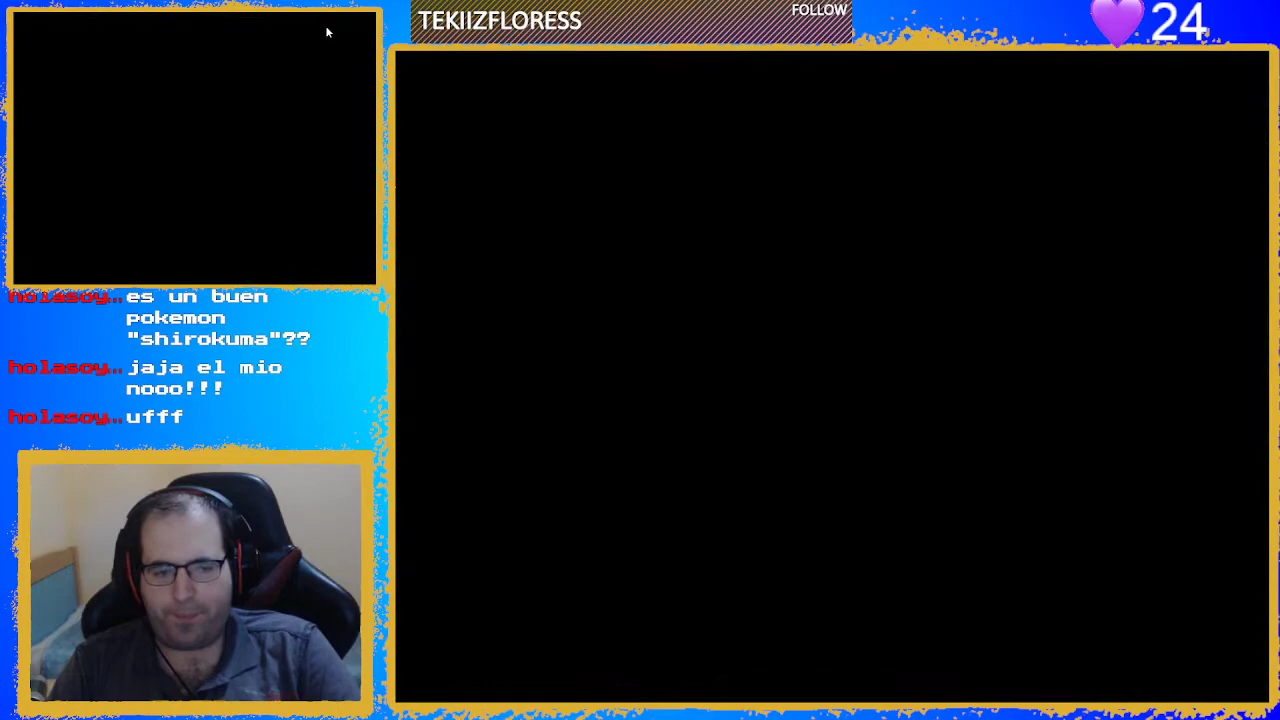 TEKIIZFLORESS
FOLLOW
24
holasoy… es un buen
pokemon
"shirokuma"??
holasoy… jaja el mio
nooo!!!
holasoy… ufff